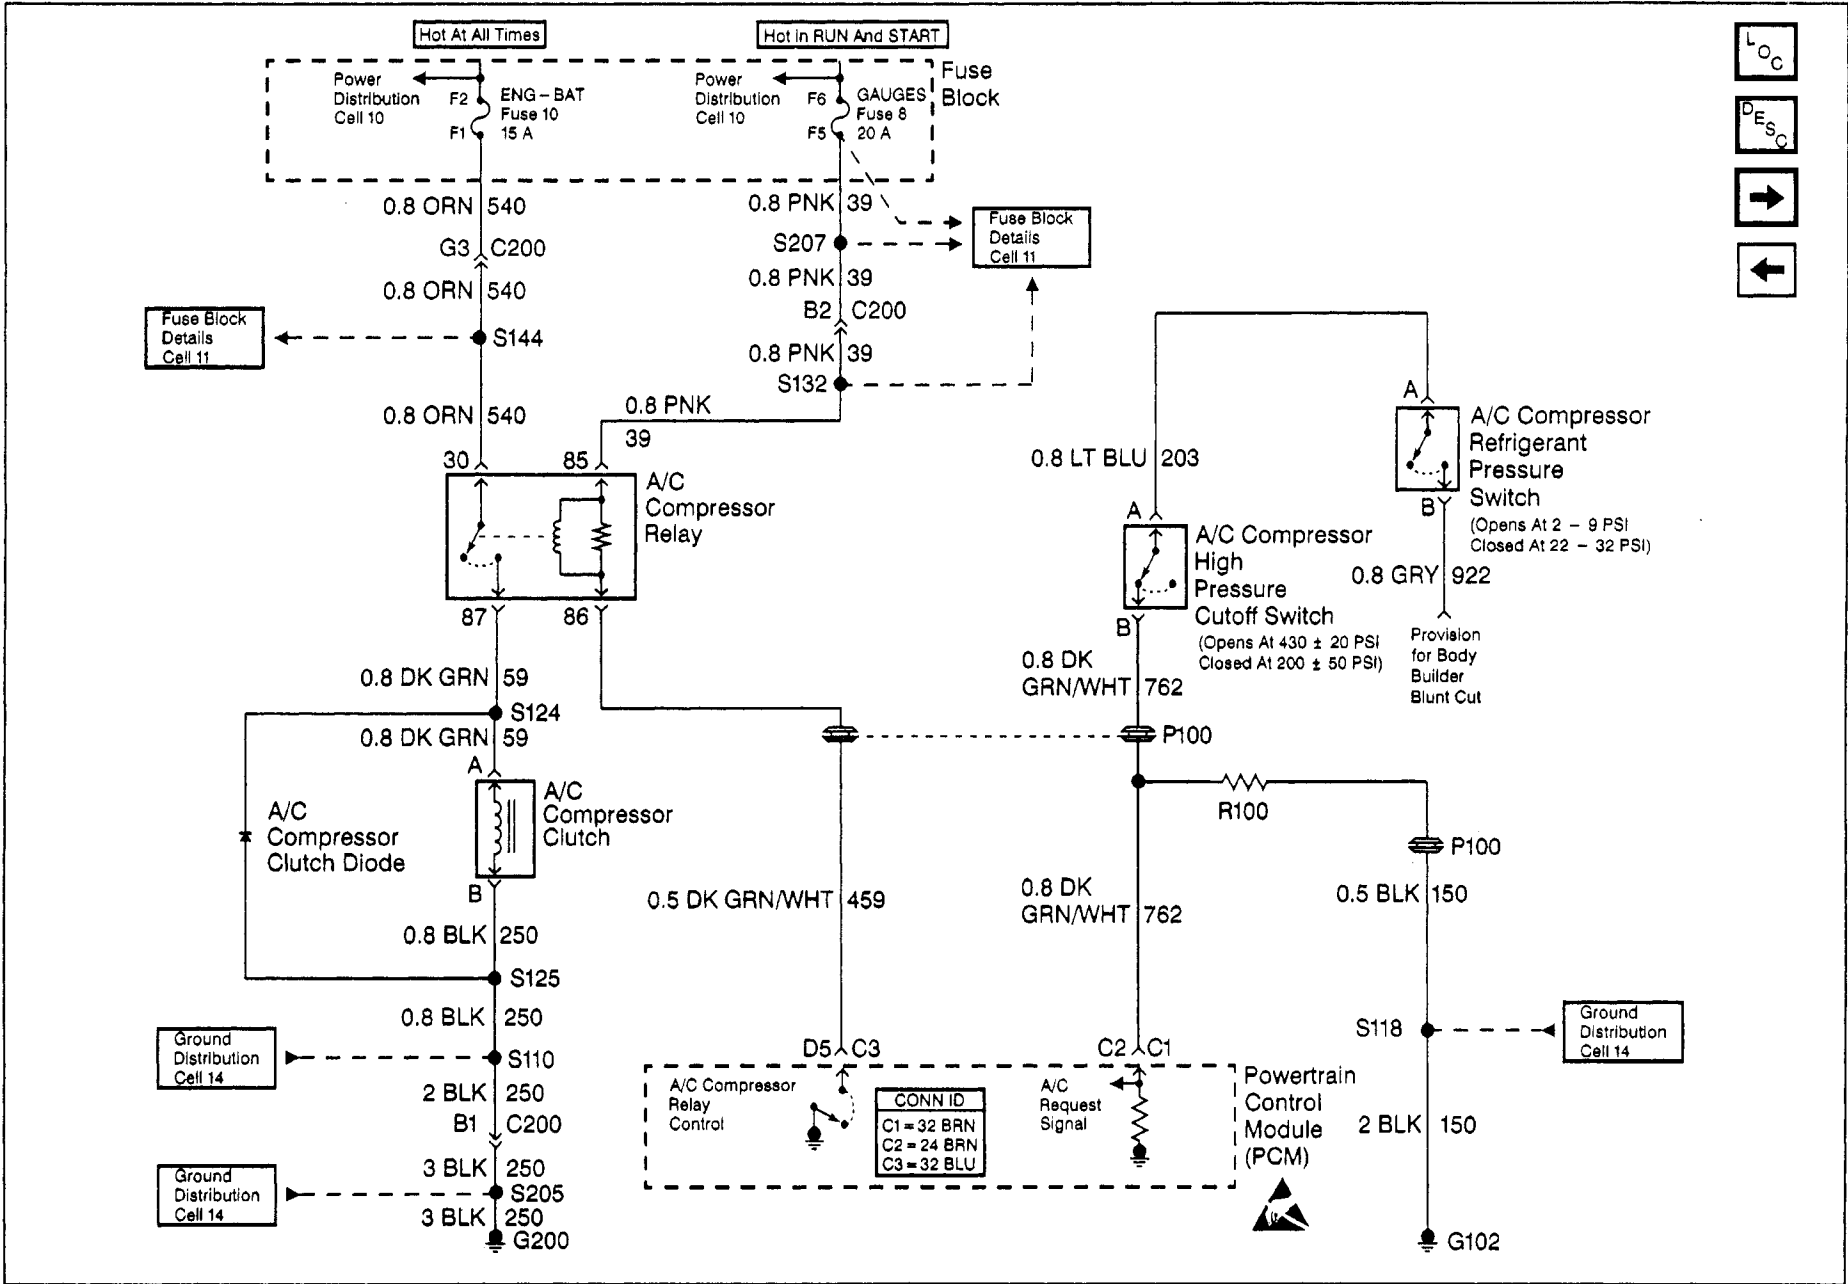 Hot At All Times
Hot In RUN And START
Fuse
Block
Power
Distribution
Cell 10
F2
F1
ENG – BAT
Fuse 10
15 A
Power
Distribution
Cell 10
F6
F5
GAUGES
Fuse 8
20 A
LOC
DESC
0.8 ORN 540
G3 C200
0.8 ORN 540
S144
Fuse Block
Details
Cell 11
0.8 ORN 540
0.8 PNK 39
S207
0.8 PNK 39
B2 C200
0.8 PNK 39
S132
Fuse Block
Details
Cell 11
0.8 PNK
39
30
85
A/C
Compressor
Relay
87
86
0.8 LT BLU 203
A
A/C Compressor
High
Pressure
Cutoff Switch
(Opens At 430 ± 20 PSI
Closed At 200 ± 50 PSI)
B
A
A/C Compressor
Refrigerant
Pressure
Switch
(Opens At 2 – 9 PSI
Closed At 22 – 32 PSI)
B
0.8 GRY 922
Provision
for Body
Builder
Blunt Cut
0.8 DK
GRN/WHT 762
P100
R100
P100
0.8 DK GRN 59
S124
0.8 DK GRN 59
A
A/C
Compressor
Clutch
B
A/C
Compressor
Clutch Diode
0.8 BLK 250
S125
0.8 BLK 250
Ground
Distribution
Cell 14
S110
2 BLK 250
B1 C200
3 BLK 250
Ground
Distribution
Cell 14
S205
3 BLK 250
G200
0.5 DK GRN/WHT 459
0.8 DK
GRN/WHT 762
0.5 BLK 150
S118
Ground
Distribution
Cell 14
2 BLK 150
G102
D5 C3
C2 C1
A/C Compressor
Relay
Control
CONN ID
C1 = 32 BRN
C2 = 24 BRN
C3 = 32 BLU
A/C
Request
Signal
Powertrain
Control
Module
(PCM)